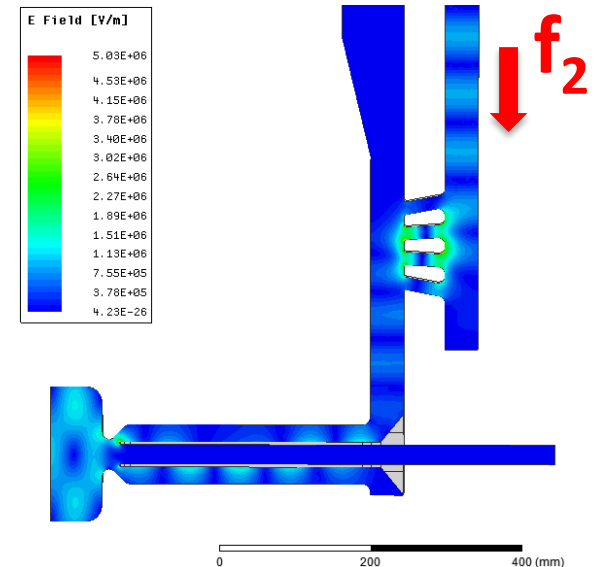 E Field [V/m]
5.03E+06
4.53E+06
4.15E+06
3.78E+06
3.40E+06
3.02E+06
2.64E+06
2.27E+06
1.89E+06
1.51E+06
1.13E+06
7.55E+05
3.78E+05
4.23E-26
f2
0 200 400 (mm)